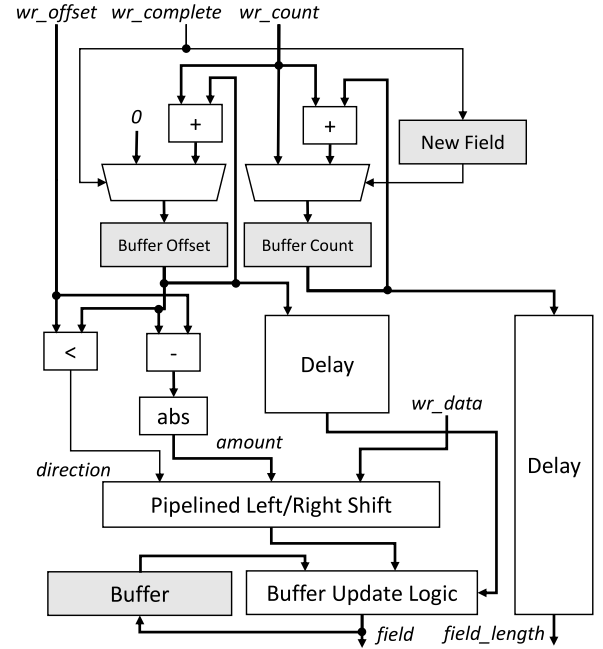 wr_offset wr_complete wr_count
0
+
+
New Field
Buffer Offset
Buffer Count
<
-
Delay
abs
wr_data
amount
direction
Delay
Pipelined Left/Right Shift
Buffer
Buffer Update Logic
field
field_length